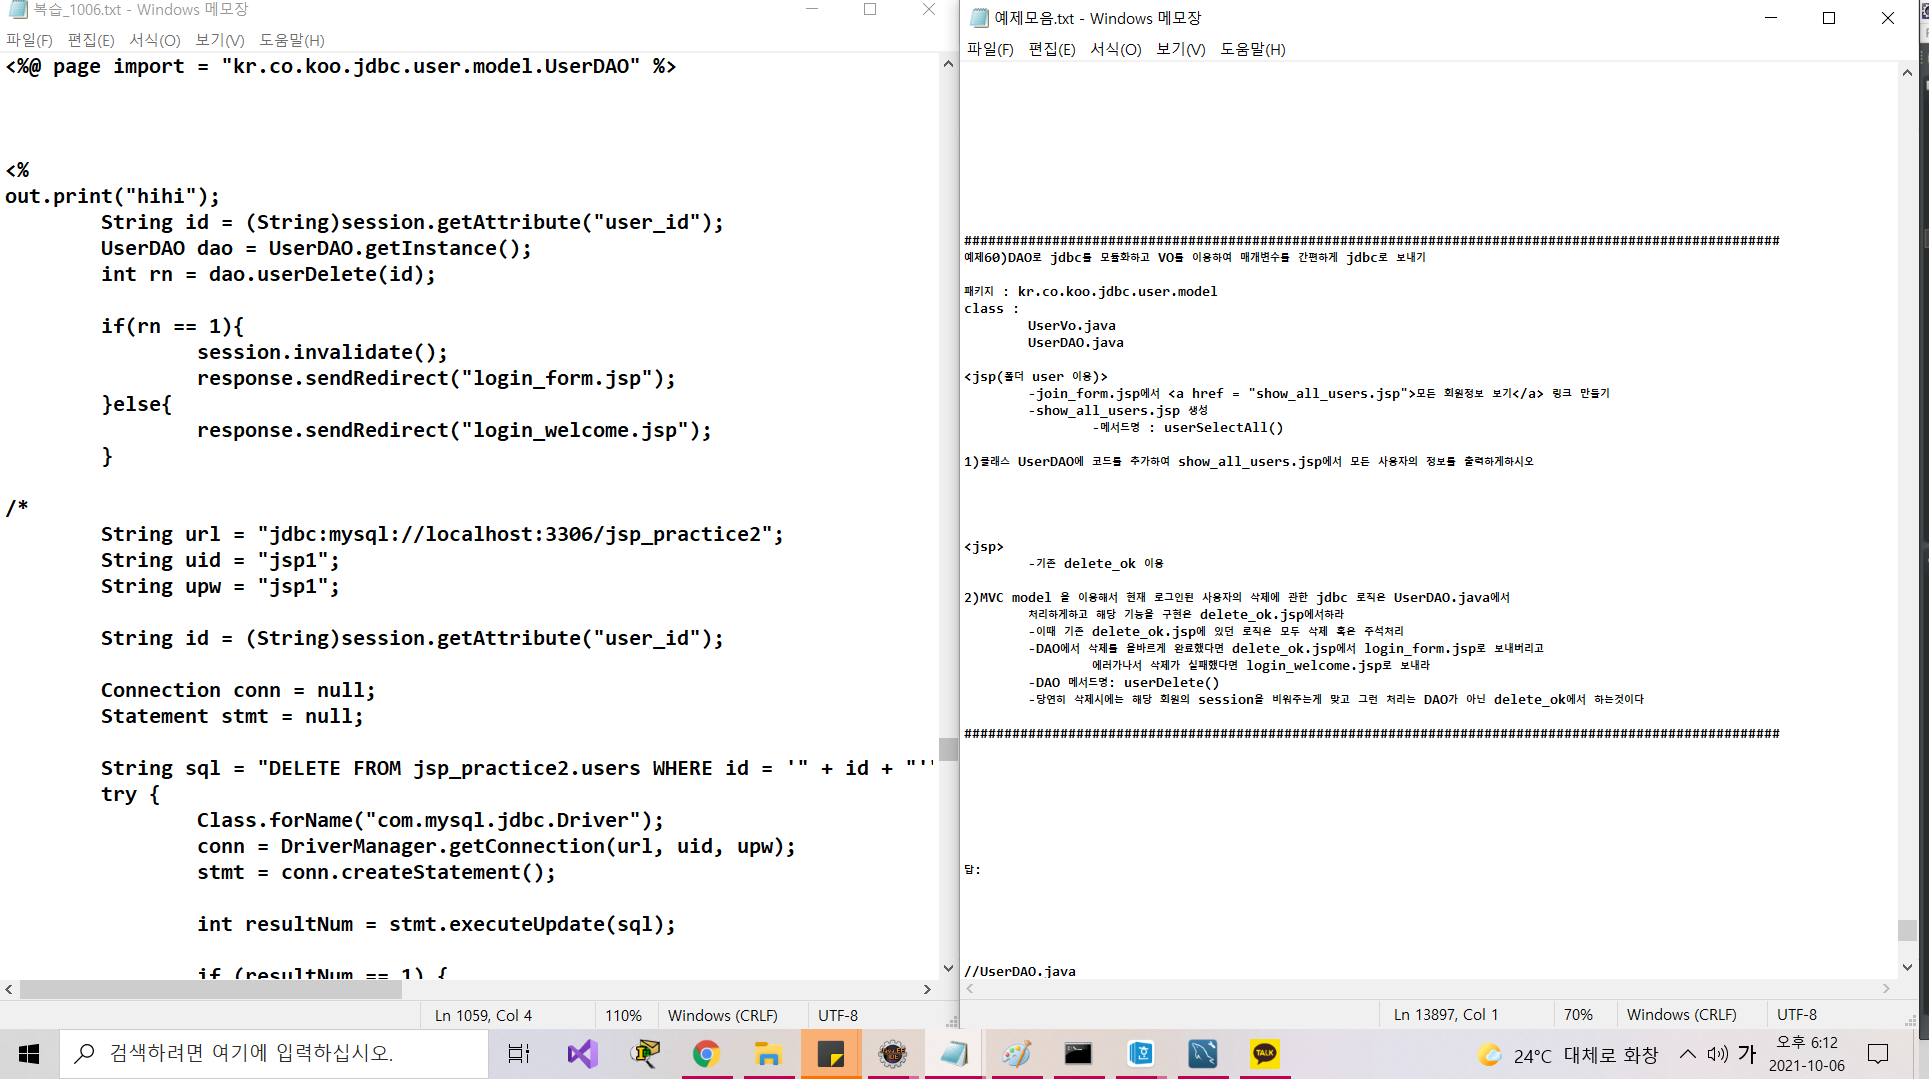 복습_1006.txt - Windows 메모장
파일(F) 편집(E) 서식(O) 보기(V) 도움말(H)
<%@ page import = "kr.co.koo.jdbc.user.model.UserDAO" %>
<%
out.print("hihi");
String id = (String)session.getAttribute("user_id");
UserDAO dao = UserDAO.getInstance();
int rn = dao.userDelete(id);
if(rn == 1){
session.invalidate();
response.sendRedirect("login_form.jsp");
}else{
response.sendRedirect("login_welcome.jsp");
}
/*
String url = "jdbc:mysql://localhost:3306/jsp_practice2";
String uid = "jsp1";
String upw = "jsp1";
String id = (String)session.getAttribute("user_id");
Connection conn = null;
Statement stmt = null;
String sql = "DELETE FROM jsp_practice2.users WHERE id = '" + id + "'"
try {
Class.forName("com.mysql.jdbc.Driver");
conn = DriverManager.getConnection(url, uid, upw);
stmt = conn.createStatement();
int resultNum = stmt.executeUpdate(sql);
if (resultNum == 1) {
Ln 1059, Col 4 110% Windows (CRLF) UTF-8
예제모음.txt - Windows 메모장
파일(F) 편집(E) 서식(O) 보기(V) 도움말(H)
######################################################################################################
예제60)DAO로 jdbc를 모듈화하고 VO를 이용하여 매개변수를 간편하게 jdbc로 보내기
패키지 : kr.co.koo.jdbc.user.model
class :
UserVo.java
UserDAO.java
<jsp(폴더 user 이용)>
-join_form.jsp에서 <a href = "show_all_users.jsp">모든 회원정보 보기</a> 링크 만들기
-show_all_users.jsp 생성
-메서드명 : userSelectAll()
1)클래스 UserDAO에 코드를 추가하여 show_all_users.jsp에서 모든 사용자의 정보를 출력하게하시오
<jsp>
-기존 delete_ok 이용
2)MVC model 을 이용해서 현재 로그인된 사용자의 삭제에 관한 jdbc 로직은 UserDAO.java에서
처리하게하고 해당 기능을 구현은 delete_ok.jsp에서하라
-이때 기존 delete_ok.jsp에 있던 로직은 모두 삭제 혹은 주석처리
-DAO에서 삭제를 올바르게 완료했다면 delete_ok.jsp에서 login_form.jsp로 보내버리고
에러가나서 삭제가 실패했다면 login_welcome.jsp로 보내라
-DAO 메서드명: userDelete()
-당연히 삭제시에는 해당 회원의 session을 비워주는게 맞고 그런 처리는 DAO가 아닌 delete_ok에서 하는것이다
######################################################################################################
답:
//UserDAO.java
Ln 13897, Col 1 70% Windows (CRLF) UTF-8
검색하려면 여기에 입력하십시오.
TALK
24°C 대체로 화창
가
오후 6:12
2021-10-06